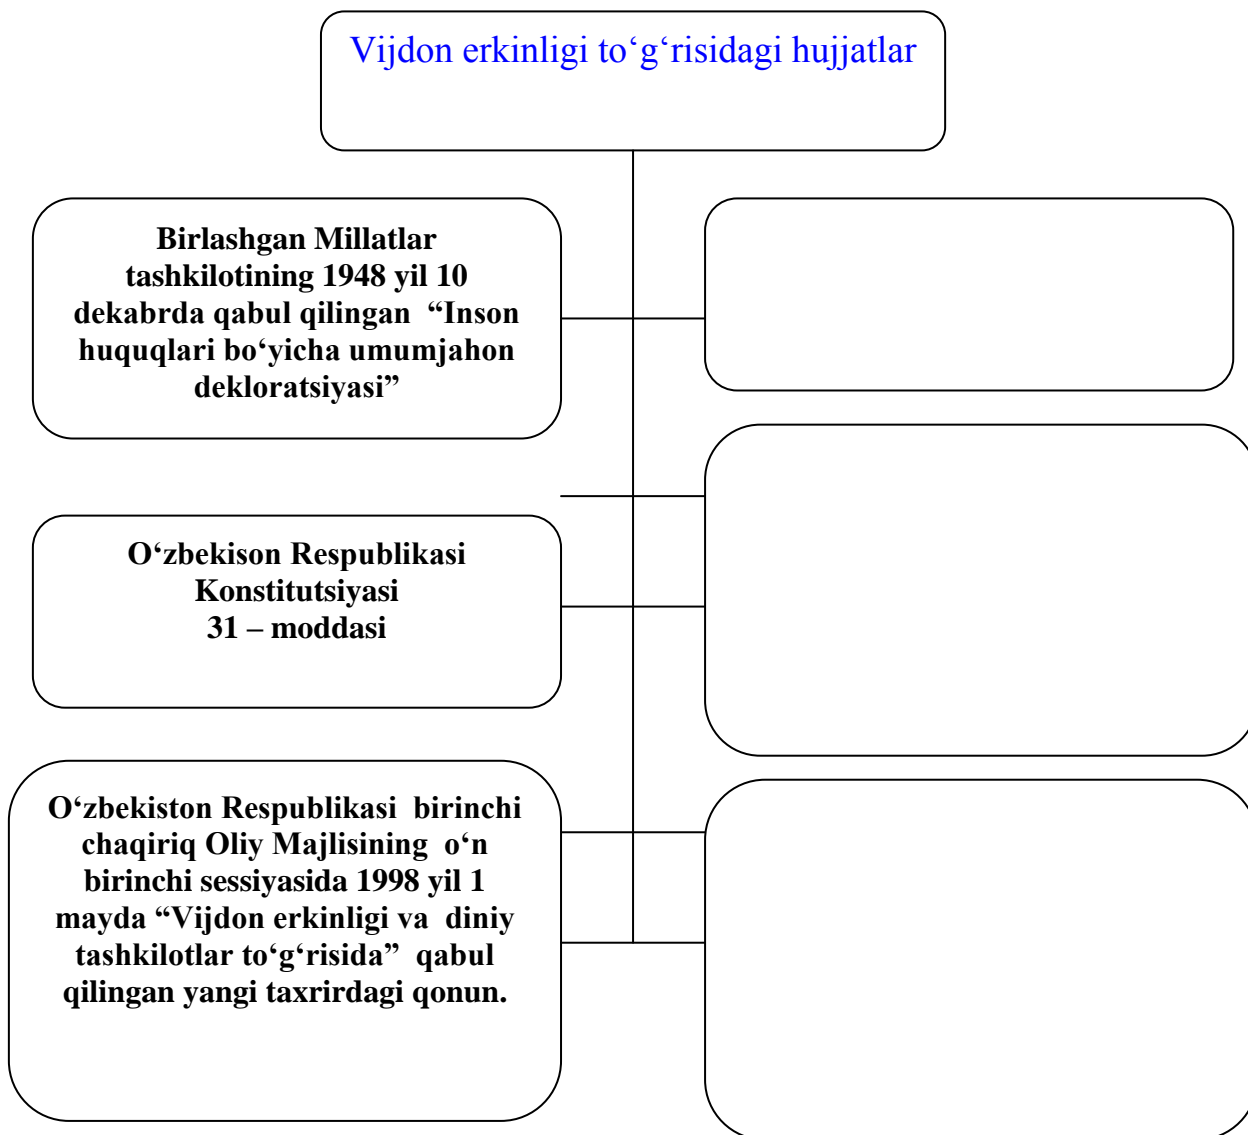 Vijdon erkinligi to‘g‘risidagi hujjatlar
Birlashgan Millatlar
tashkilotining 1948 yil 10
dekabrda qabul qilingan “Inson
huquqlari bo‘yicha umumjahon
dekloratsiyasi”
O‘zbekison Respublikasi
Konstitutsiyasi
31 – moddasi
O‘zbekiston Respublikasi birinchi
chaqiriq Oliy Majlisining o‘n
birinchi sessiyasida 1998 yil 1
mayda “Vijdon erkinligi va diniy
tashkilotlar to‘g‘risida” qabul
qilingan yangi taxrirdagi qonun.